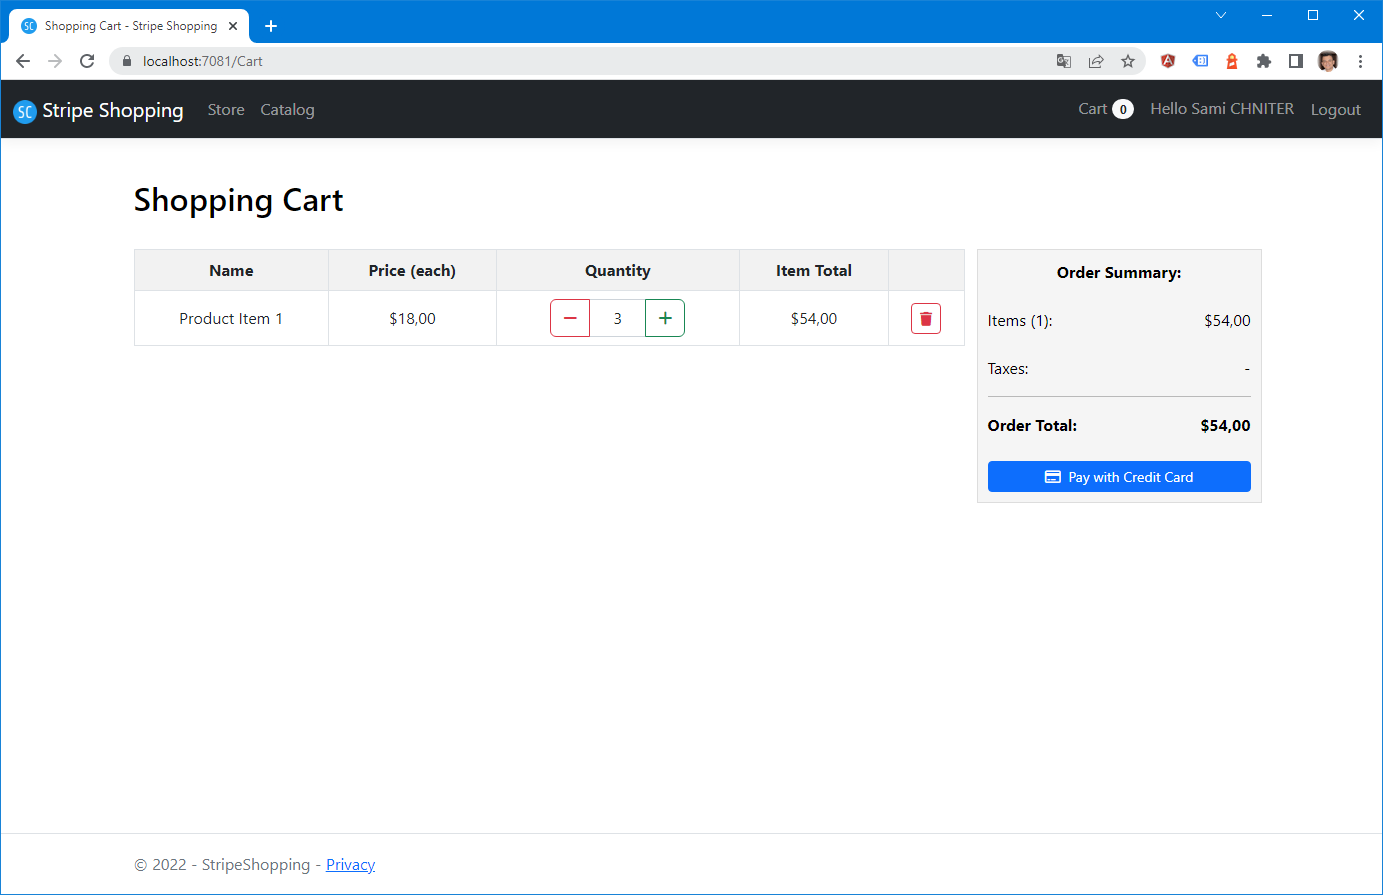 SC Shopping Cart - Stripe Shopping
localhost:7081/Cart
SC Stripe Shopping Store Catalog Cart 0 Hello Sami CHNITER Logout
Shopping Cart
Name Price (each) Quantity Item Total
Product Item 1 $18,00 3 $54,00
Order Summary:
Items (1): $54,00
Taxes: -
Order Total: $54,00
Pay with Credit Card
© 2022 - StripeShopping - Privacy